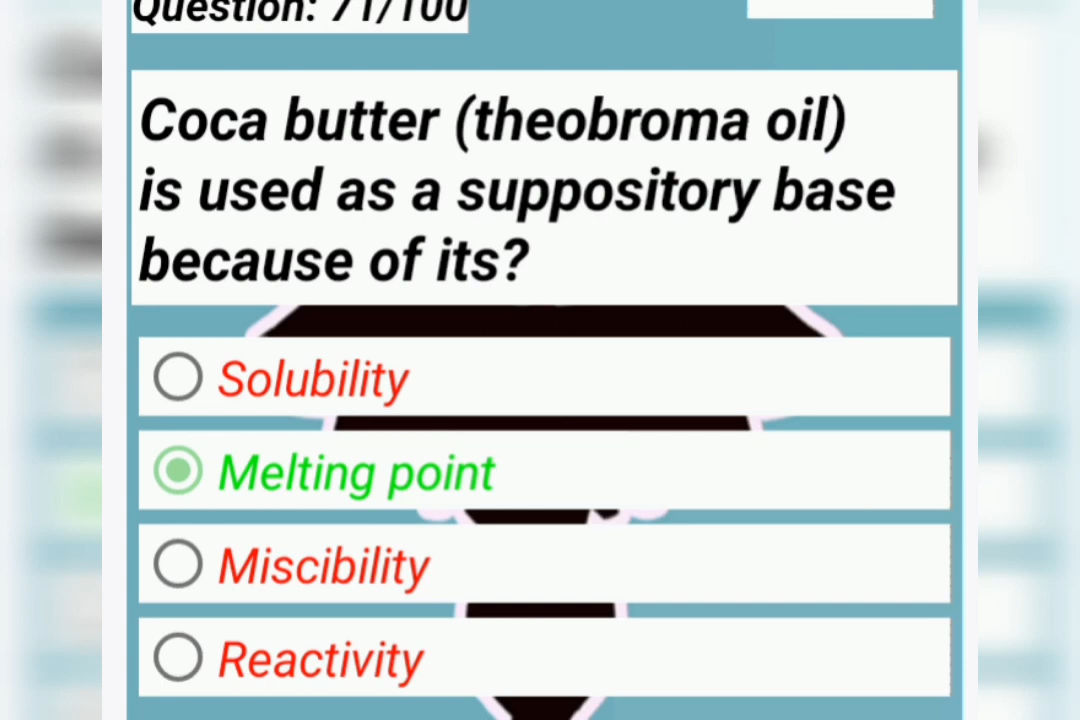 Question: 71/100
Coca butter (theobroma oil)
is used as a suppository base
because of its?
Solubility
Melting point
Miscibility
Reactivity